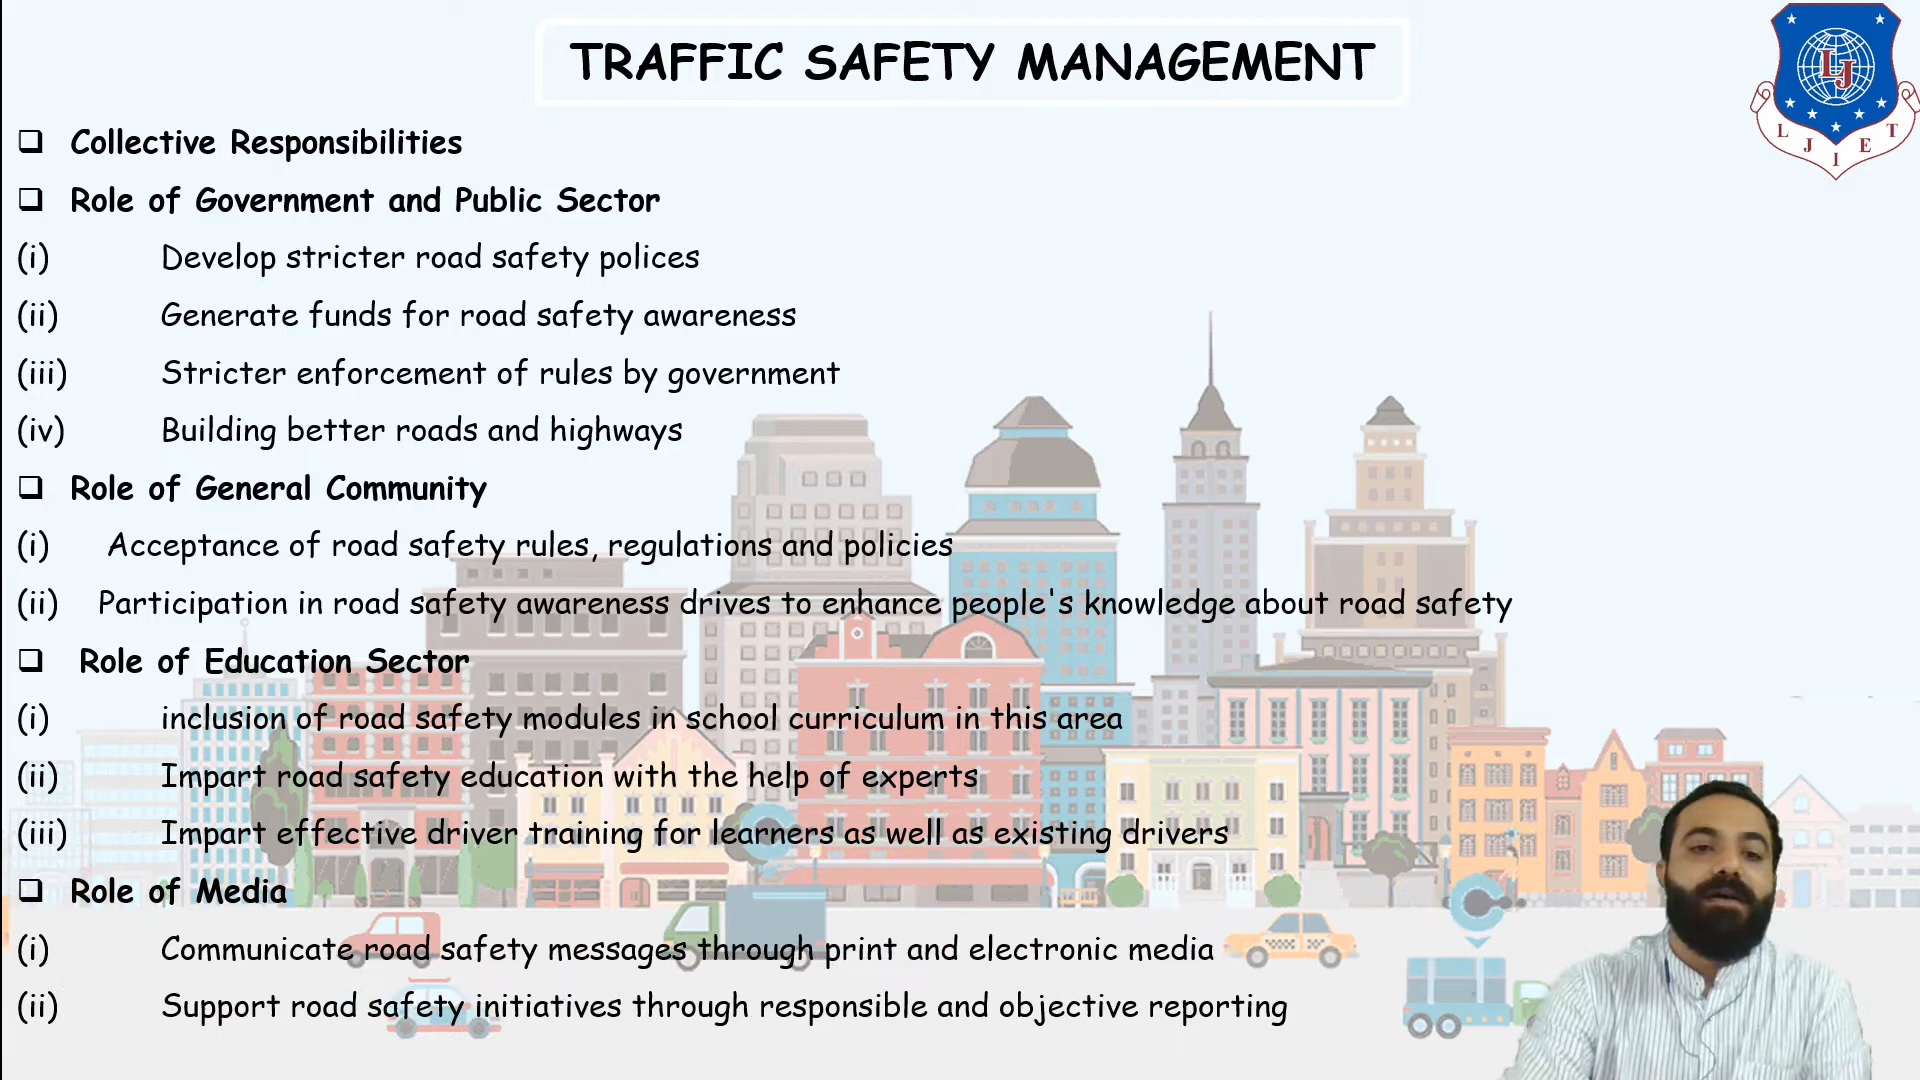 TRAFFIC SAFETY MANAGEMENT
LJ
L J I E T
❑ Collective Responsibilities
❑ Role of Government and Public Sector
(i) Develop stricter road safety polices
(ii) Generate funds for road safety awareness
(iii) Stricter enforcement of rules by government
(iv) Building better roads and highways
❑ Role of General Community
(i) Acceptance of road safety rules, regulations and policies
(ii) Participation in road safety awareness drives to enhance people's knowledge about road safety
❑ Role of Education Sector
(i) inclusion of road safety modules in school curriculum in this area
(ii) Impart road safety education with the help of experts
(iii) Impart effective driver training for learners as well as existing drivers
❑ Role of Media
(i) Communicate road safety messages through print and electronic media
(ii) Support road safety initiatives through responsible and objective reporting